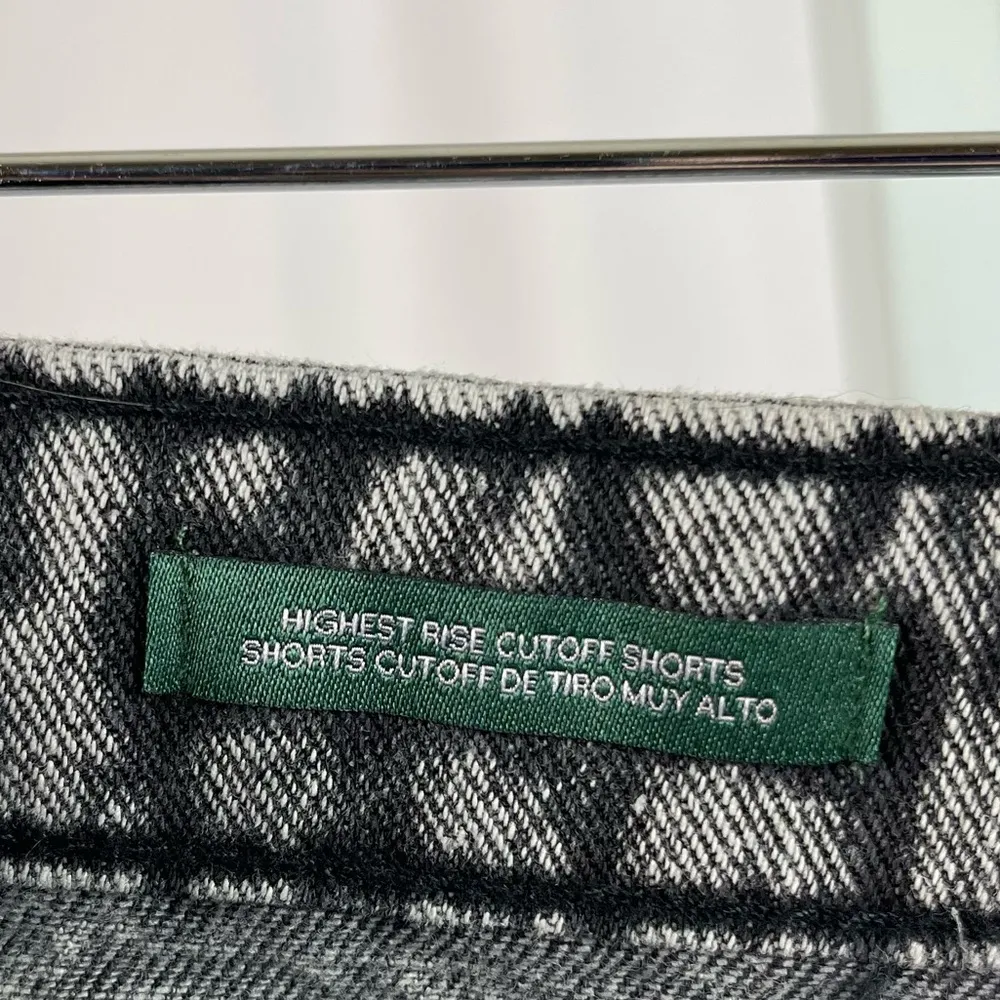 HIGHEST RISE CUTOFF SHORTS
SHORTS CUTOFF DE TIRO MUY ALTO